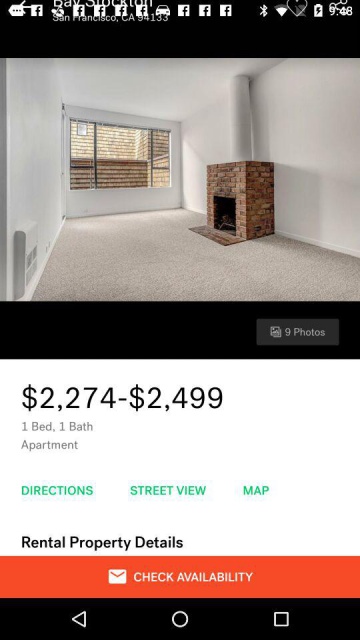 Bay Stockton
9:48
San Francisco, CA 94133
9 Photos
$2,274-$2,499
1 Bed, 1 Bath
Apartment
DIRECTIONS STREET VIEW MAP
Rental Property Details
CHECK AVAILABILITY